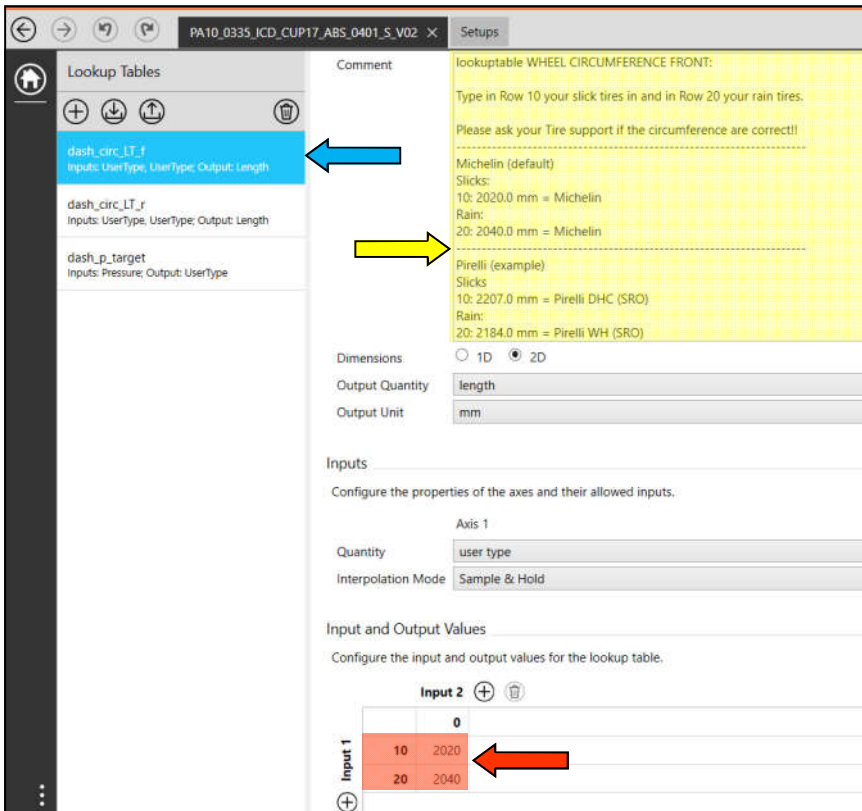 PA10_0335_ICD_CUP17_ABS_0401_S_V02 ×
Setups
Lookup Tables
dash_circ_LT_f
Inputs: UserType, UserType; Output: Length
dash_circ_LT_r
Inputs: UserType, UserType; Output: Length
dash_p_target
Inputs: Pressure; Output: UserType
Comment
lookuptable WHEEL CIRCUMFERENCE FRONT:
Type in Row 10 your slick tires in and in Row 20 your rain tires.
Please ask your Tire support if the circumference are correct!!
--------------------------------------------------------------------------------
Michelin (default)
Slicks:
10: 2020.0 mm = Michelin
Rain:
20: 2040.0 mm = Michelin
--------------------------------------------------------------------------------
Pirelli (example)
Slicks
10: 2207.0 mm = Pirelli DHC (SRO)
Rain:
20: 2184.0 mm = Pirelli WH (SRO)
Dimensions 1D 2D
Output Quantity length
Output Unit mm
Inputs
Configure the properties of the axes and their allowed inputs.
Axis 1
Quantity user type
Interpolation Mode Sample & Hold
Input and Output Values
Configure the input and output values for the lookup table.
Input 2
0
Input 1
10 2020
20 2040